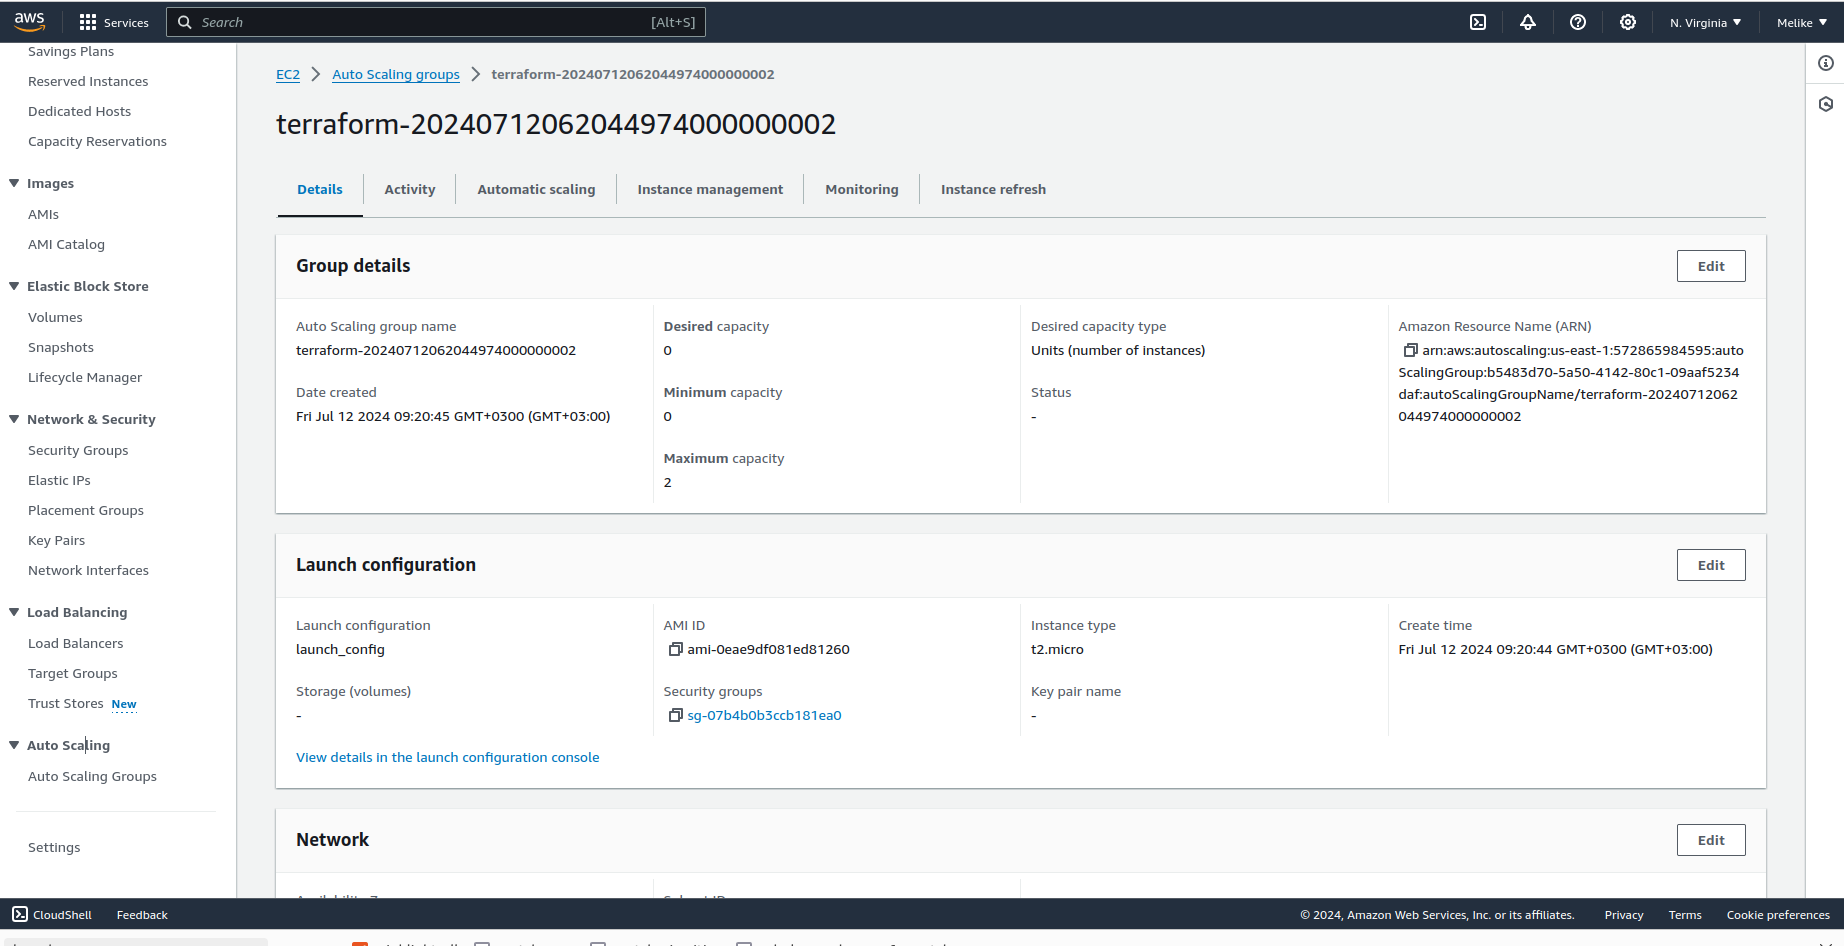 aws
Services
Search
[Alt+S]
N. Virginia
Melike
Savings Plans
Reserved Instances
Dedicated Hosts
Capacity Reservations
Images
AMIs
AMI Catalog
Elastic Block Store
Volumes
Snapshots
Lifecycle Manager
Network & Security
Security Groups
Elastic IPs
Placement Groups
Key Pairs
Network Interfaces
Load Balancing
Load Balancers
Target Groups
Trust Stores New
Auto Scaling
Auto Scaling Groups
Settings
EC2 > Auto Scaling groups > terraform-20240712062044974000000002
terraform-20240712062044974000000002
Details
Activity
Automatic scaling
Instance management
Monitoring
Instance refresh
Group details
Edit
Auto Scaling group name
terraform-20240712062044974000000002
Date created
Fri Jul 12 2024 09:20:45 GMT+0300 (GMT+03:00)
Desired capacity
0
Minimum capacity
0
Maximum capacity
2
Desired capacity type
Units (number of instances)
Status
-
Amazon Resource Name (ARN)
arn:aws:autoscaling:us-east-1:572865984595:auto
ScalingGroup:b5483d70-5a50-4142-80c1-09aaf5234
daf:autoScalingGroupName/terraform-20240712062
044974000000002
Launch configuration
Edit
Launch configuration
launch_config
Storage (volumes)
-
AMI ID
ami-0eae9df081ed81260
Security groups
sg-07b4b0b3ccb181ea0
Instance type
t2.micro
Key pair name
-
Create time
Fri Jul 12 2024 09:20:44 GMT+0300 (GMT+03:00)
View details in the launch configuration console
Network
Edit
CloudShell
Feedback
© 2024, Amazon Web Services, Inc. or its affiliates.
Privacy
Terms
Cookie preferences